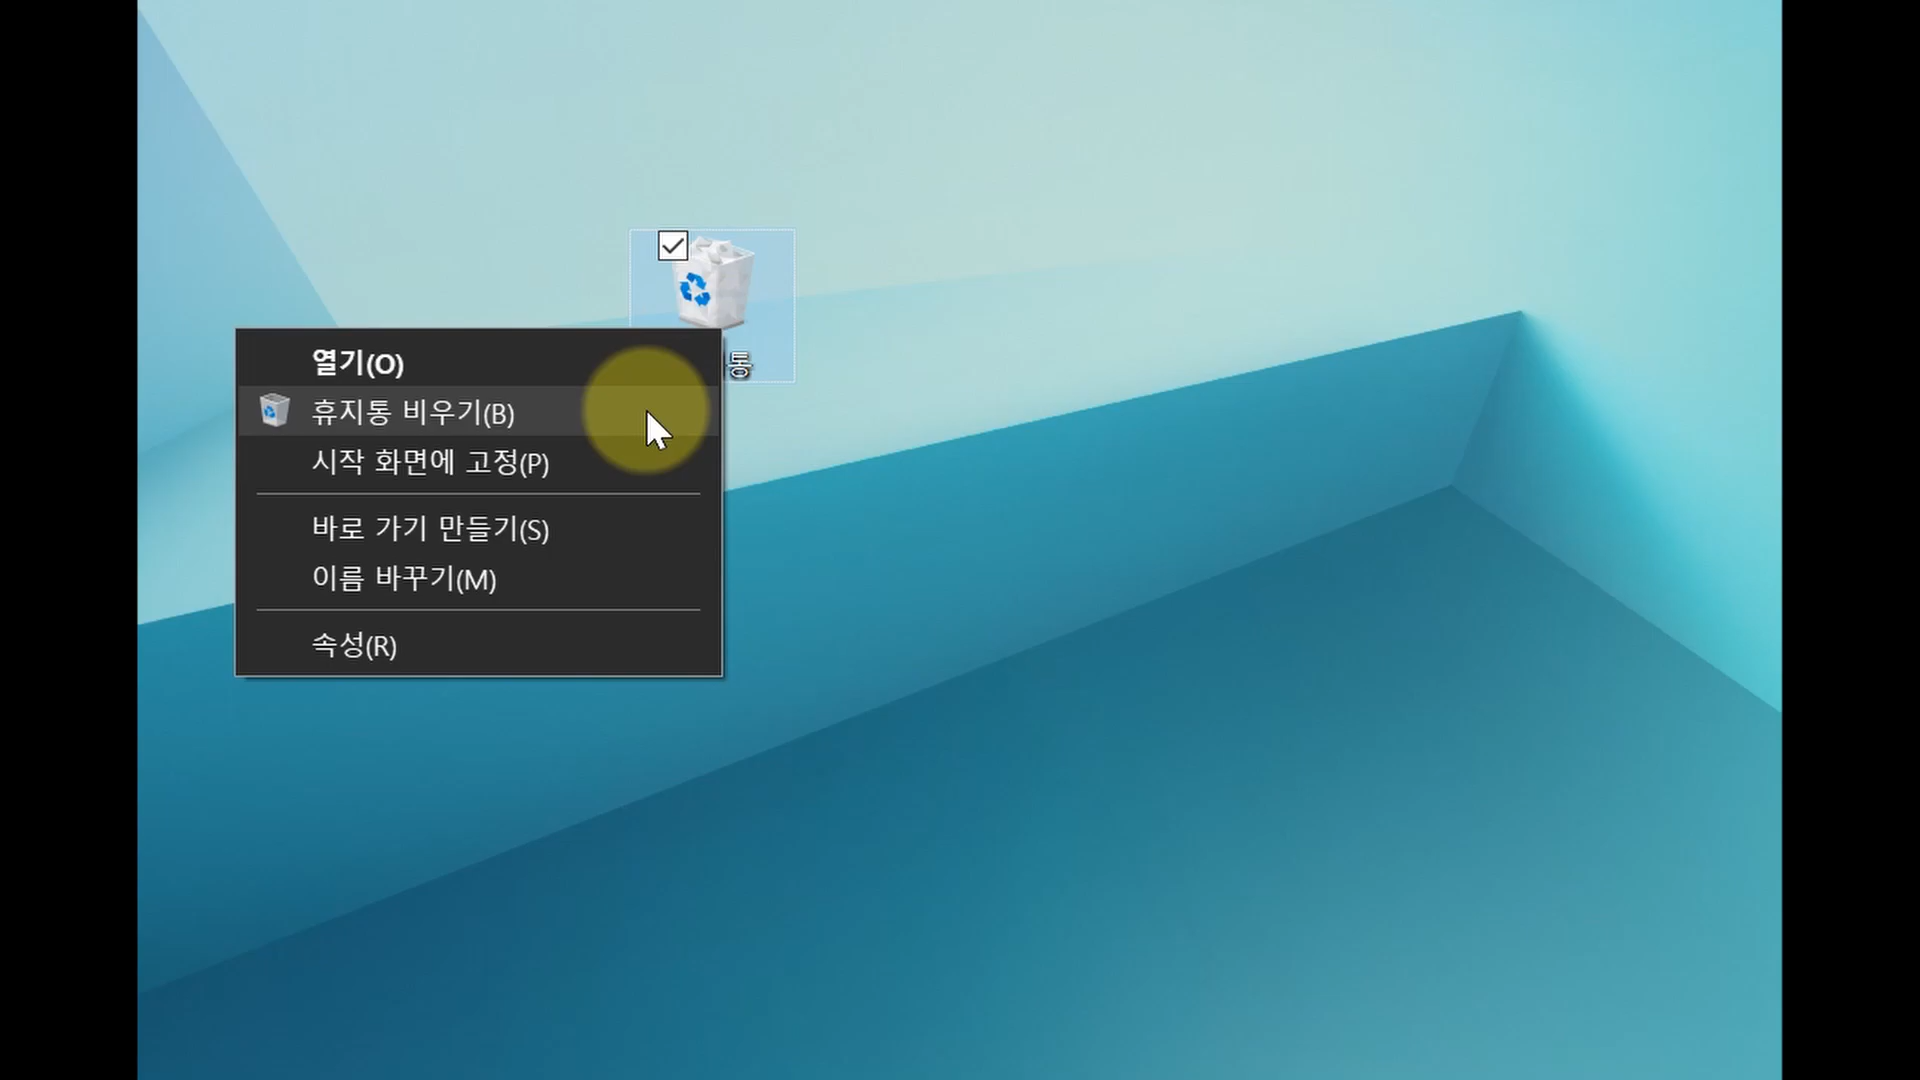 통
열기(O)
휴지통 비우기(B)
시작 화면에 고정(P)
바로 가기 만들기(S)
이름 바꾸기(M)
속성(R)